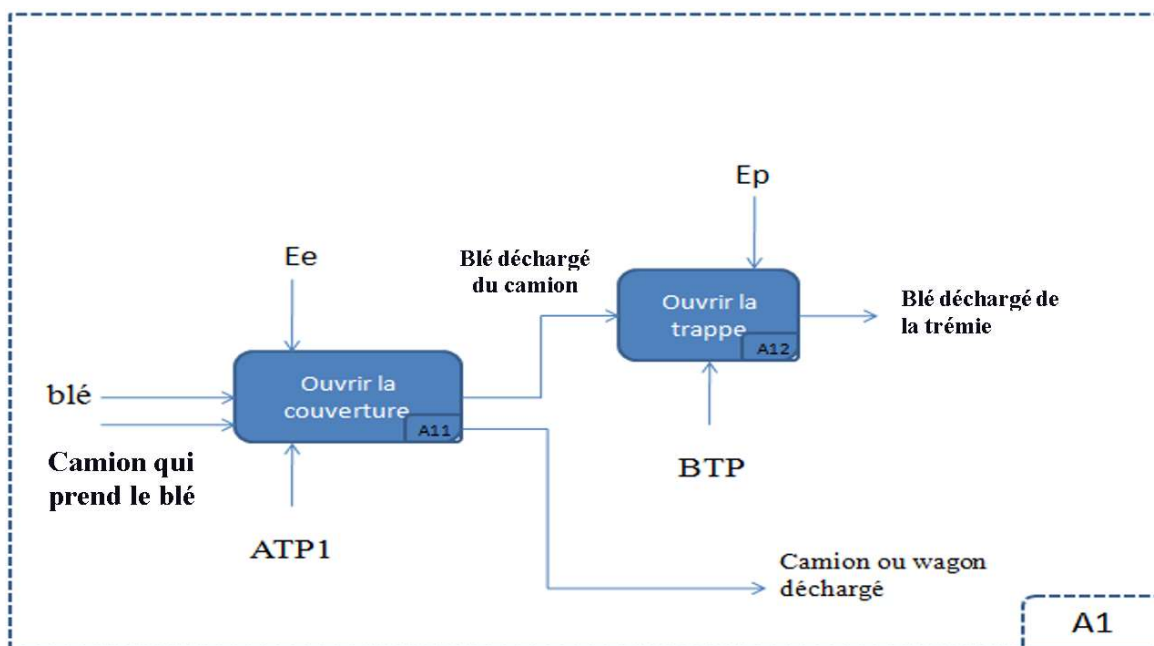 Ep
Ee
Blé déchargé
du camion
Ouvrir la
trappe
A12
Blé déchargé de
la trémie
blé
Ouvrir la
couverture
A11
Camion qui
prend le blé
BTP
ATP1
Camion ou wagon
déchargé
A1